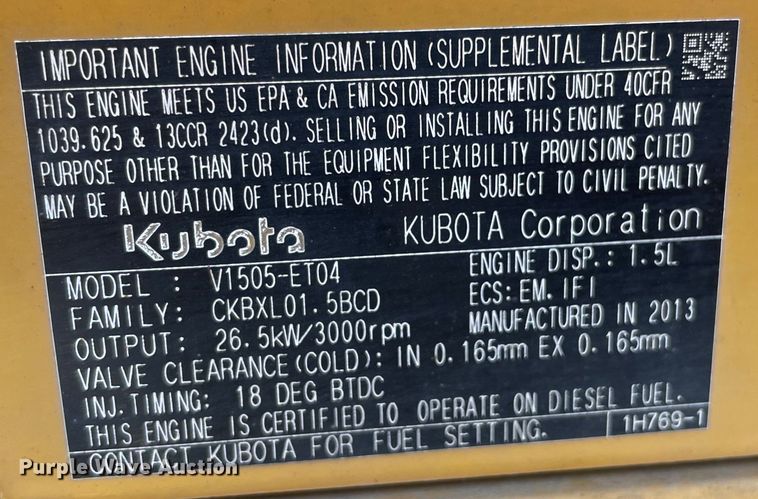 IMPORTANT ENGINE INFORMATION (SUPPLEMENTAL LABEL)
THIS ENGINE MEETS US EPA & CA EMISSION REQUIREMENTS UNDER 40CFR
1039.625 & 13CCR 2423(d). SELLING OR INSTALLING THIS ENGINE FOR ANY
PURPOSE OTHER THAN FOR THE EQUIPMENT FLEXIBILITY PROVISIONS CITED
MAY BE A VIOLATION OF FEDERAL OR STATE LAW SUBJECT TO CIVIL PENALTY.
Kubota KUBOTA Corporation
MODEL : V1505-ET04 ENGINE DISP.: 1.5L
FAMILY: CKBXL01.5BCD ECS: EM. IFI
OUTPUT: 26.5kW/3000rpm MANUFACTURED IN 2013
VALVE CLEARANCE(COLD): IN 0.165mm EX 0.165mm
INJ.TIMING: 18 DEG BTDC
THIS ENGINE IS CERTIFIED TO OPERATE ON DIESEL FUEL.
CONTACT KUBOTA FOR FUEL SETTING. 1H769-1
Purple Wave Auction